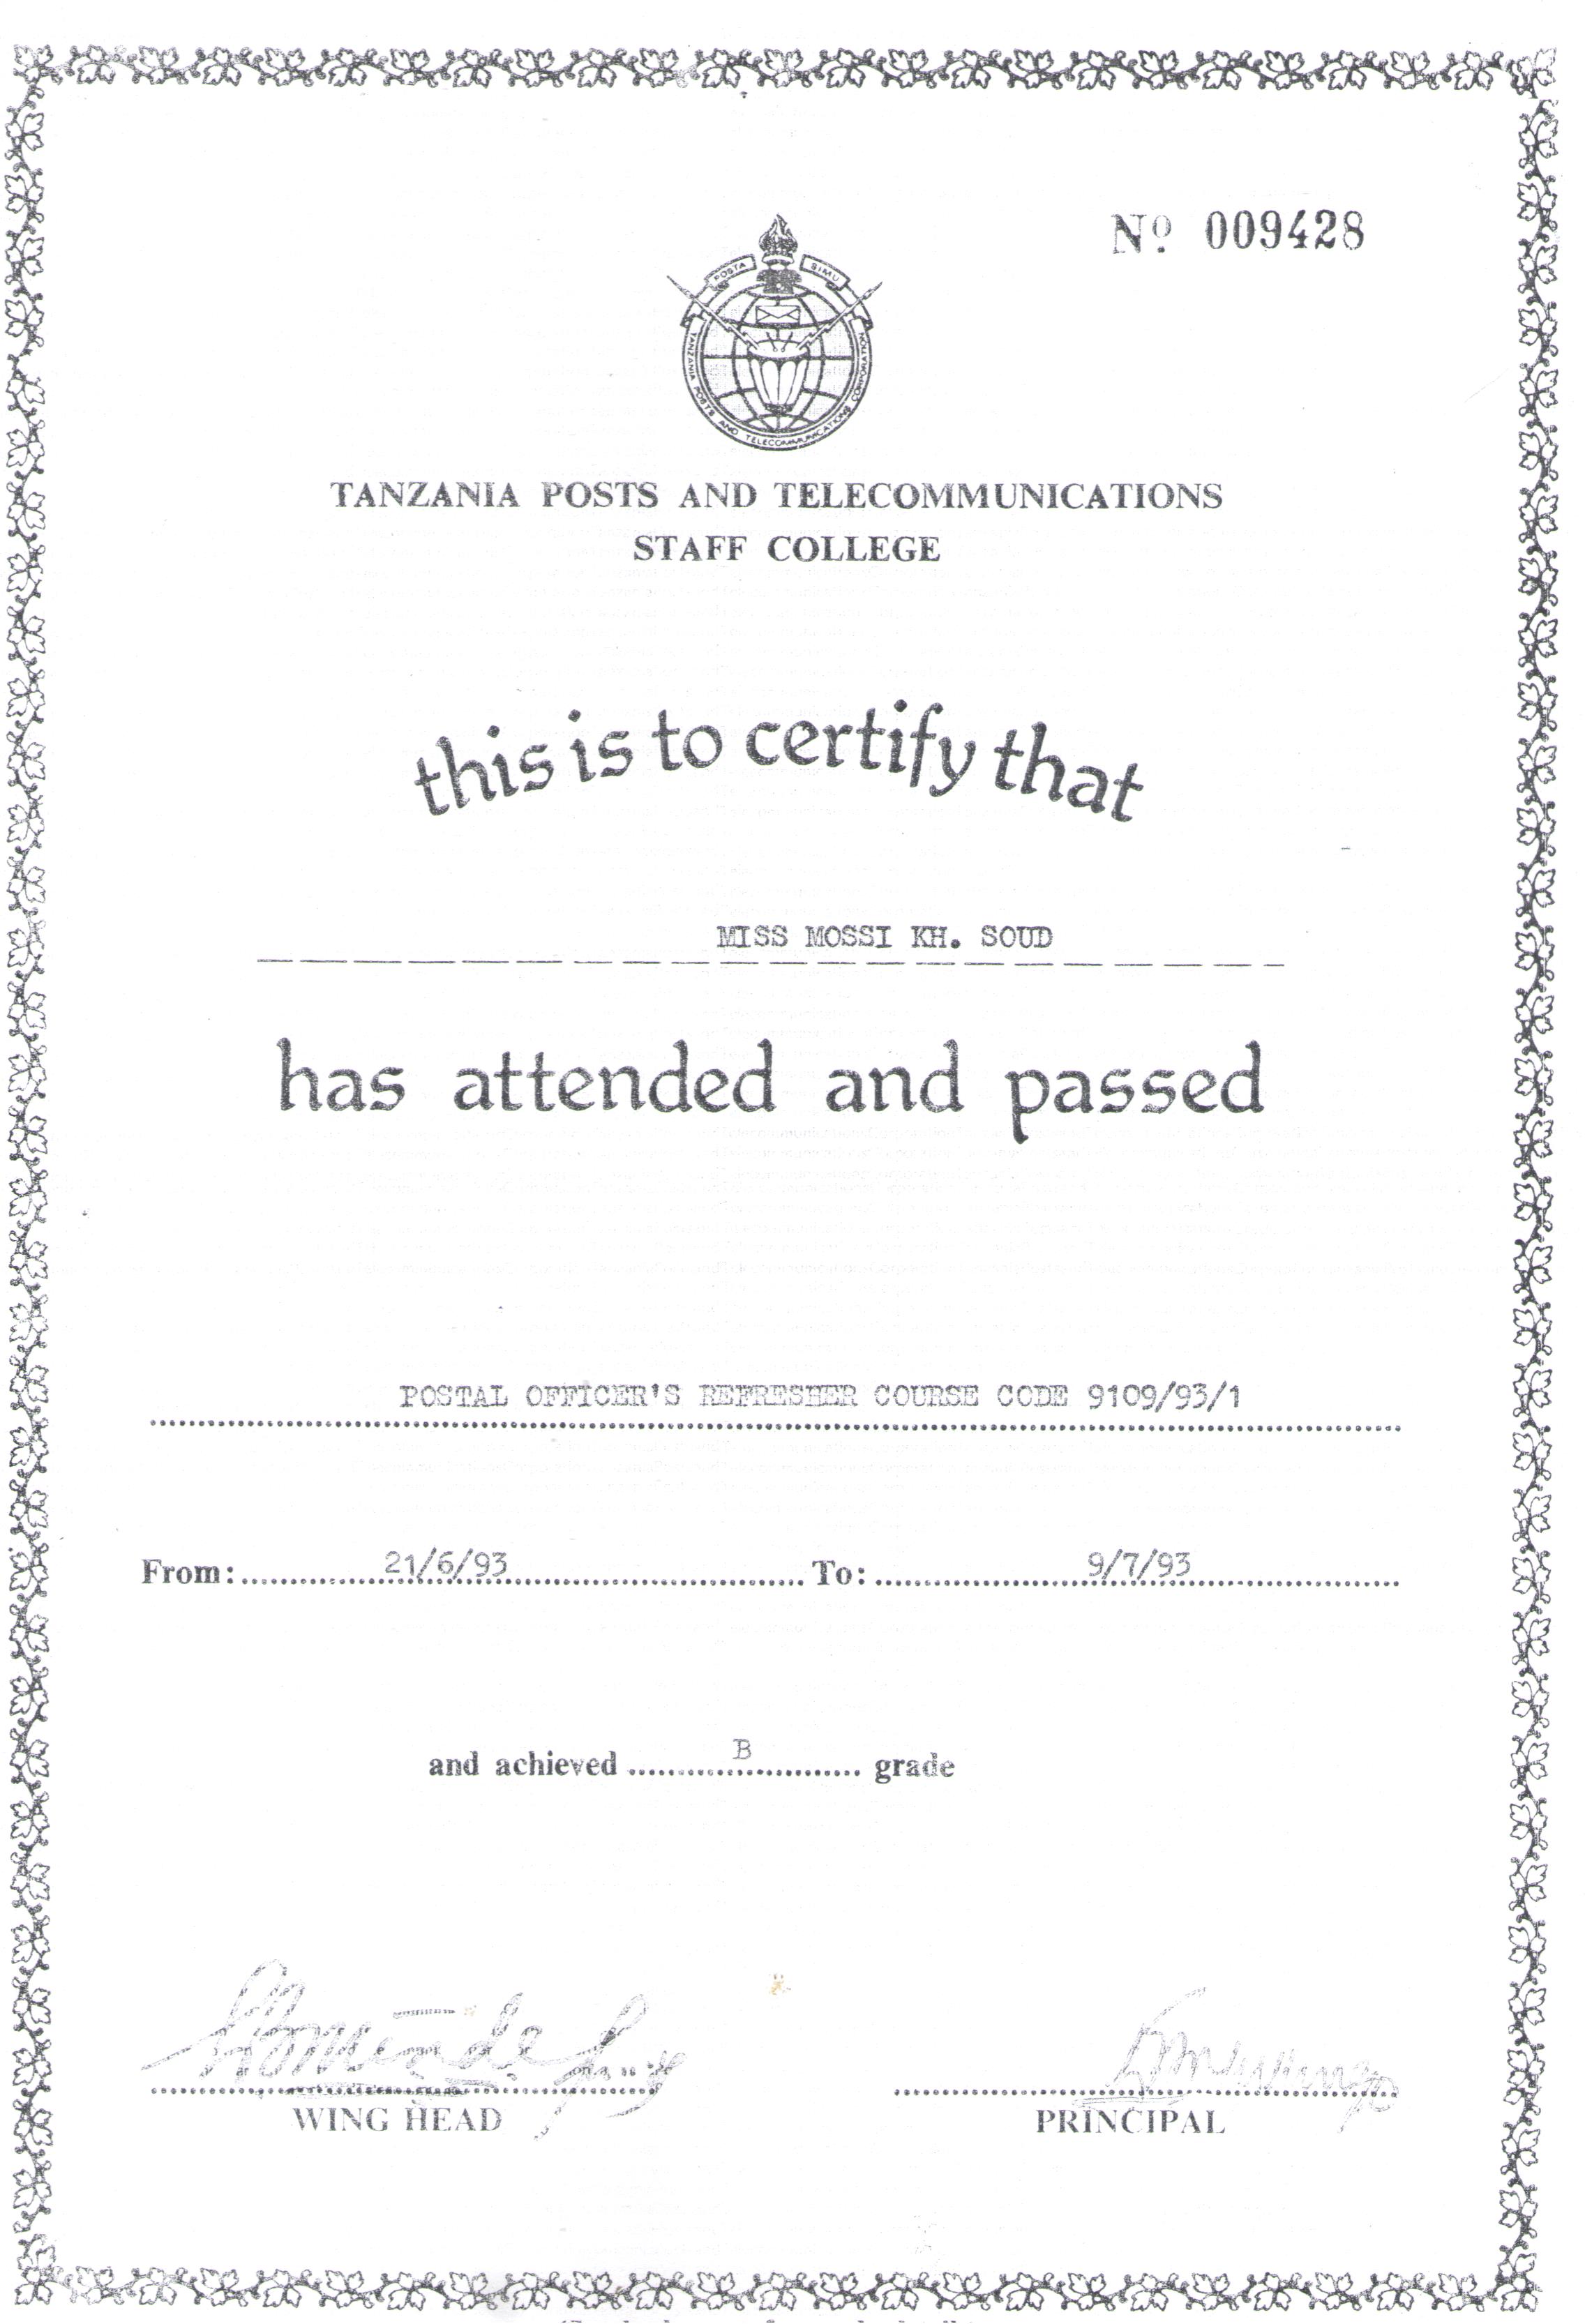 Nº 009428
POSTA SIMU
TANZANIA POSTS AND TELECOMMUNICATIONS CORPORATION
TANZANIA POSTS AND TELECOMMUNICATIONS
STAFF COLLEGE
this is to certify that
MISS MOSSI KH. SOUD
has attended and passed
POSTAL OFFICER'S REFRESHER COURSE CODE 9109/93/1
From: 21/6/93 To: 9/7/93
and achieved B grade
WING HEAD PRINCIPAL